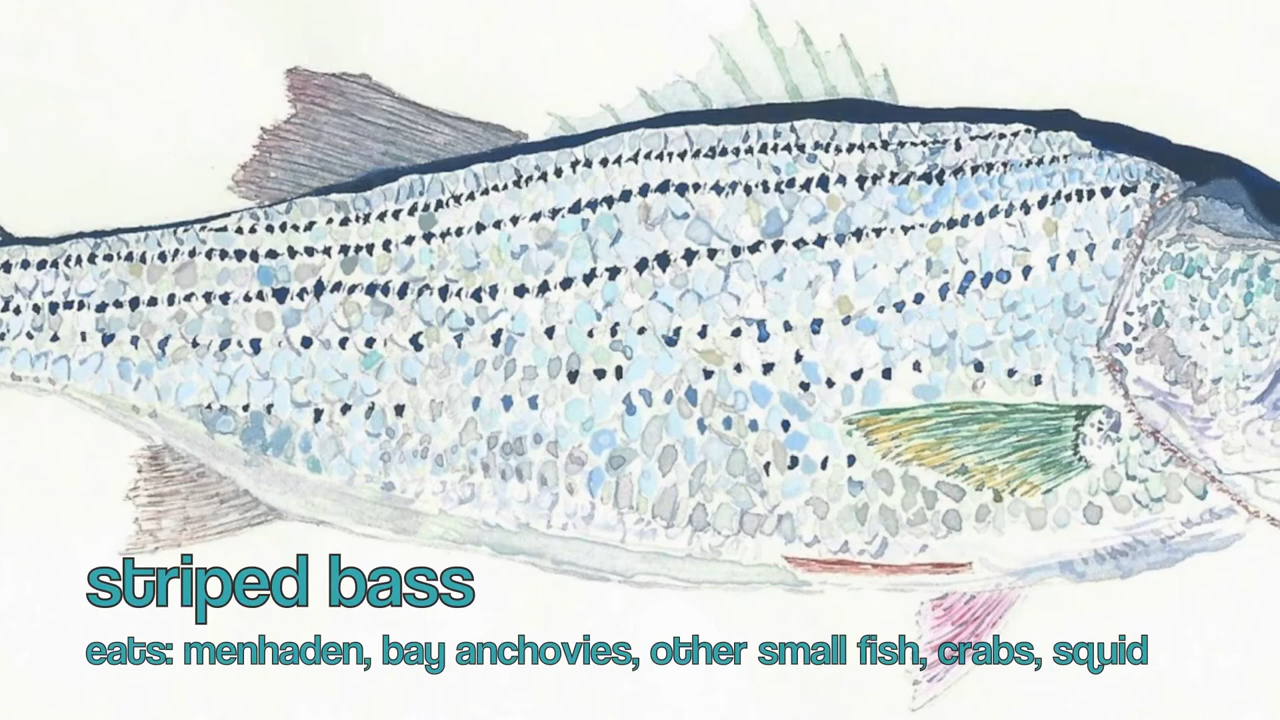 striped bass
eats: menhaden, bay anchovies, other small fish, crabs, squid